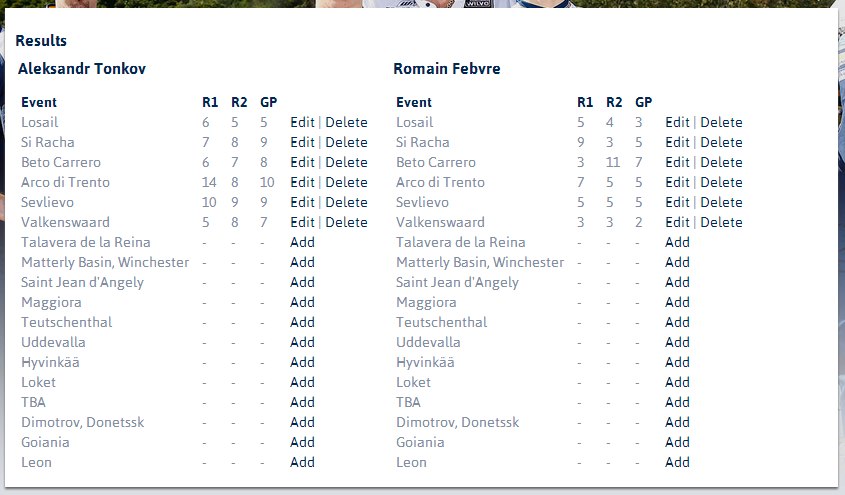 WILVO
Results
Aleksandr Tonkov Romain Febvre
Event R1 R2 GP Event R1 R2 GP
Losail 6 5 5 Edit | Delete Losail 5 4 3 Edit | Delete
Si Racha 7 8 9 Edit | Delete Si Racha 9 3 5 Edit | Delete
Beto Carrero 6 7 8 Edit | Delete Beto Carrero 3 11 7 Edit | Delete
Arco di Trento 14 8 10 Edit | Delete Arco di Trento 7 5 5 Edit | Delete
Sevlievo 10 9 9 Edit | Delete Sevlievo 5 5 5 Edit | Delete
Valkenswaard 5 8 7 Edit | Delete Valkenswaard 3 3 2 Edit | Delete
Talavera de la Reina - - - Add Talavera de la Reina - - - Add
Matterly Basin, Winchester - - - Add Matterly Basin, Winchester - - - Add
Saint Jean d'Angely - - - Add Saint Jean d'Angely - - - Add
Maggiora - - - Add Maggiora - - - Add
Teutschenthal - - - Add Teutschenthal - - - Add
Uddevalla - - - Add Uddevalla - - - Add
Hyvinkää - - - Add Hyvinkää - - - Add
Loket - - - Add Loket - - - Add
TBA - - - Add TBA - - - Add
Dimotrov, Donetssk - - - Add Dimotrov, Donetssk - - - Add
Goiania - - - Add Goiania - - - Add
Leon - - - Add Leon - - - Add